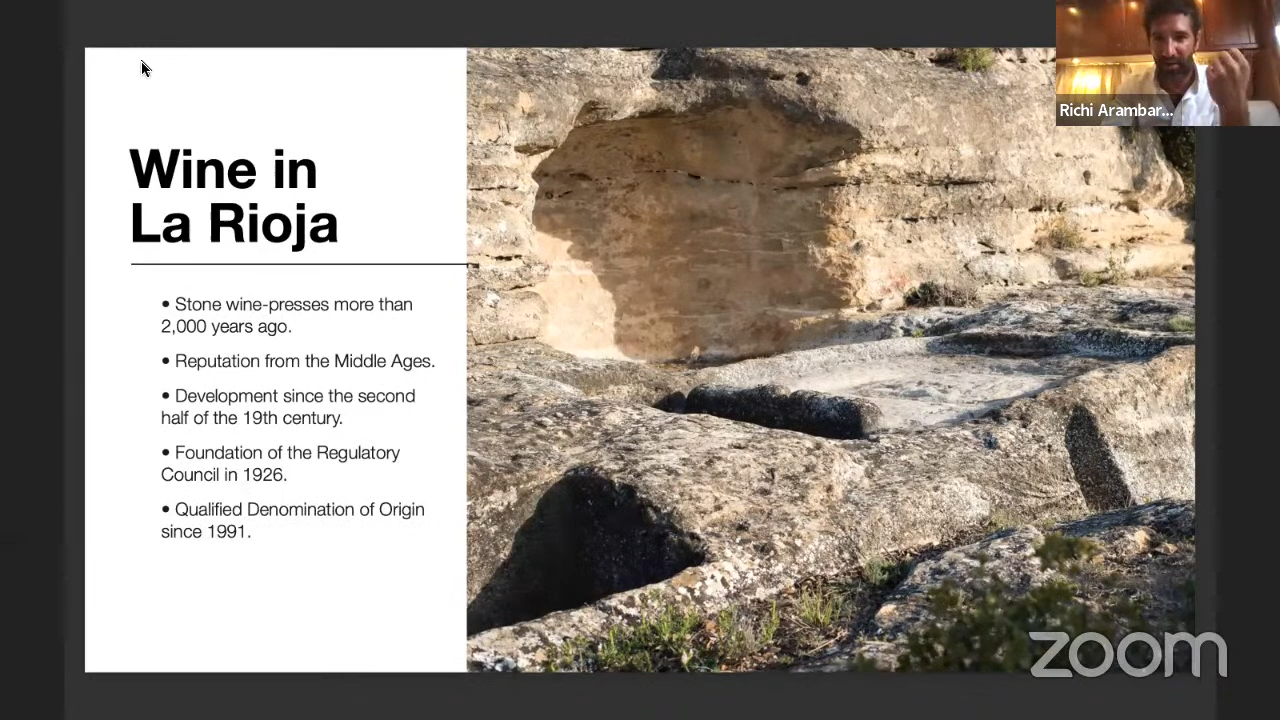 Wine in
La Rioja
• Stone wine-presses more than
2,000 years ago.
• Reputation from the Middle Ages.
• Development since the second
half of the 19th century.
• Foundation of the Regulatory
Council in 1926.
• Qualified Denomination of Origin
since 1991.
Richi Arambar...
zoom